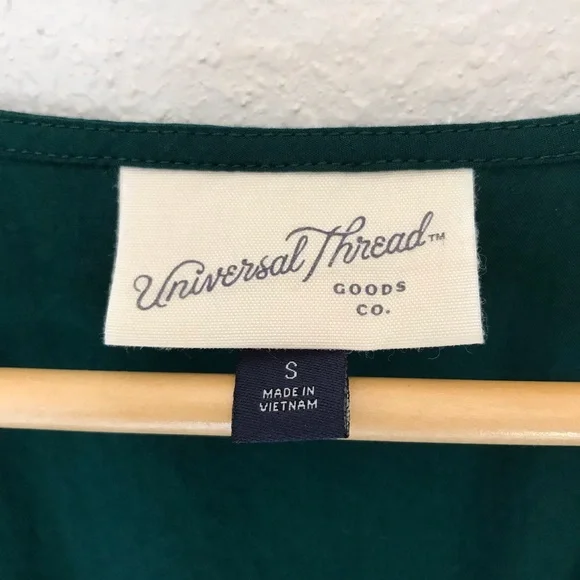 Universal Thread™
GOODS
CO.
S
MADE IN
VIETNAM